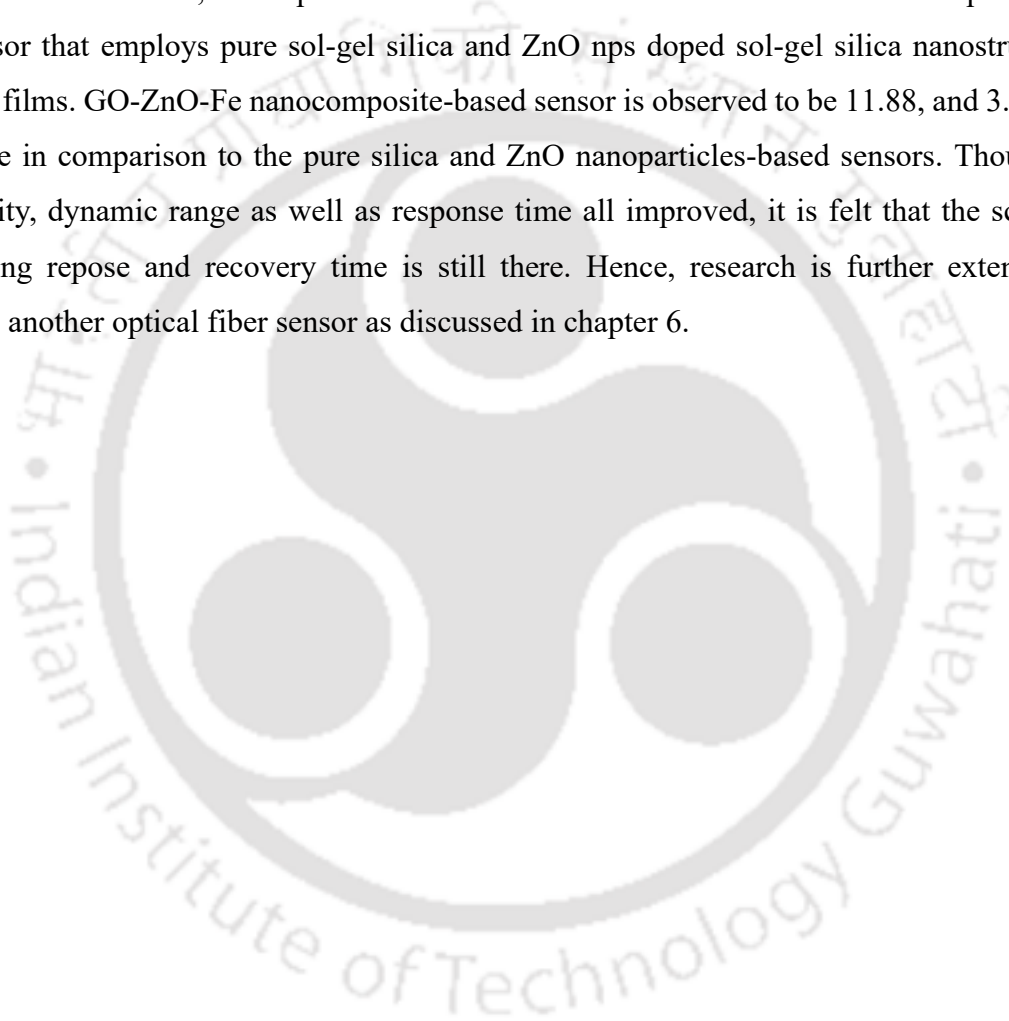 sor that employs pure sol-gel silica and ZnO nps doped sol-gel silica nanostr
films. GO-ZnO-Fe nanocomposite-based sensor is observed to be 11.88, and 3.
e in comparison to the pure silica and ZnO nanoparticles-based sensors. Thou
ity, dynamic range as well as response time all improved, it is felt that the s
ng repose and recovery time is still there. Hence, research is further exten
another optical fiber sensor as discussed in chapter 6.
Indian Institute of Technology Guwahati